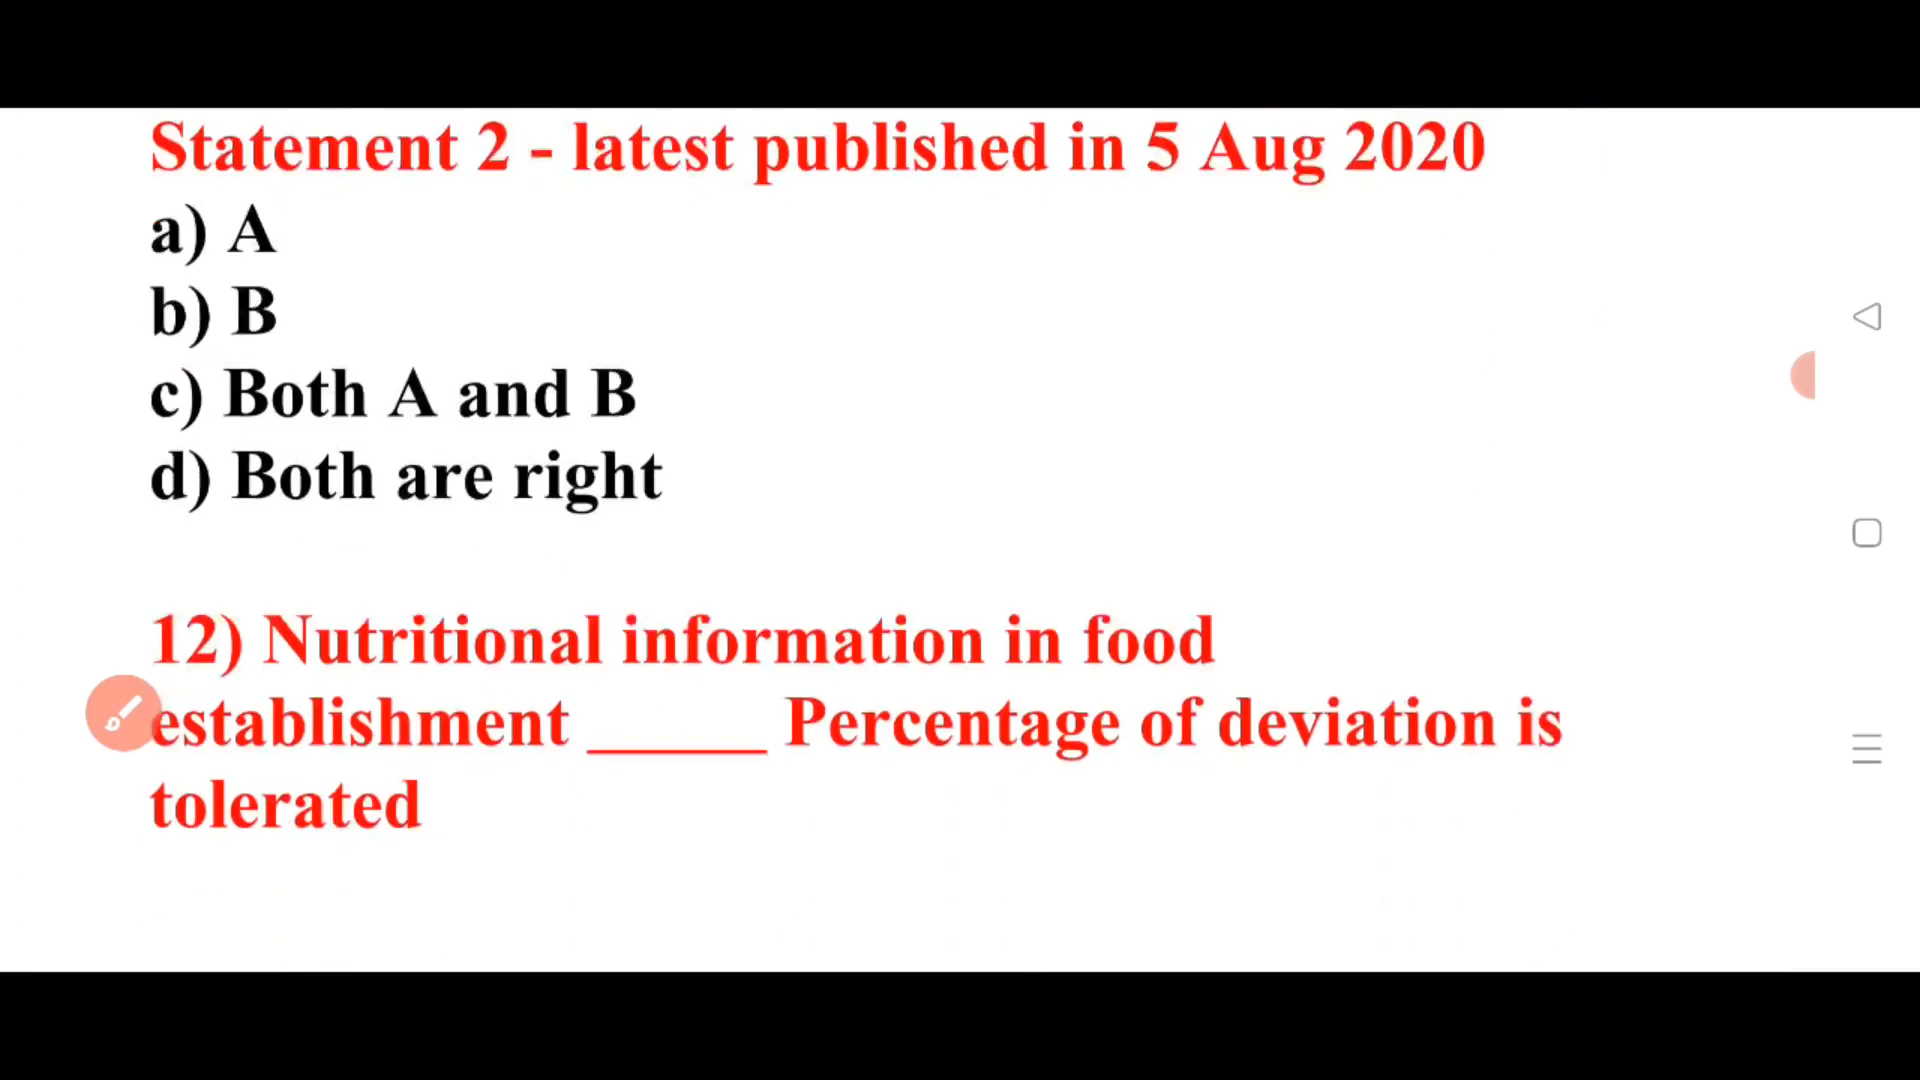 Statement 2 - latest published in 5 Aug 2020
a) A
b) B
c) Both A and B
d) Both are right
12) Nutritional information in food
establishment _____ Percentage of deviation is
tolerated